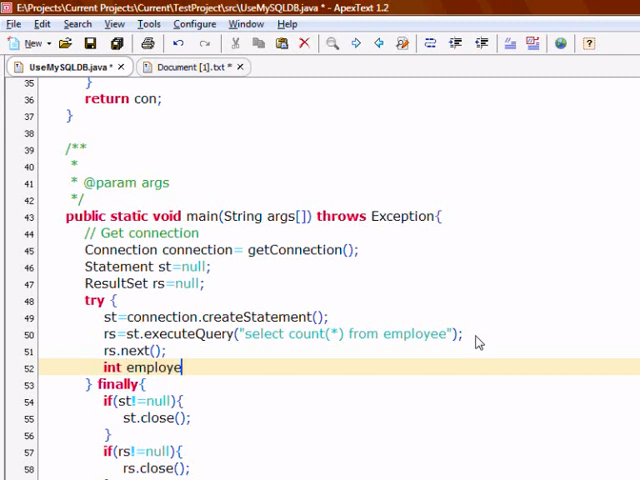 E:\Projects\Current Projects\Current\TestProject\src\UseMySQLDB.java * - ApexText 1.2
File Edit Search View Tools Configure Window Help
New
UseMySQLDB.java * Document [1].txt *
35 }
36 return con;
37 }
38
39 /**
40 *
41 * @param args
42 */
43 public static void main(String args[]) throws Exception{
44 // Get connection
45 Connection connection= getConnection();
46 Statement st=null;
47 ResultSet rs=null;
48 try {
49 st=connection.createStatement();
50 rs=st.executeQuery("select count(*) from employee");
51 rs.next();
52 int employe
53 } finally{
54 if(st!=null){
55 st.close();
56 }
57 if(rs!=null){
58 rs.close();